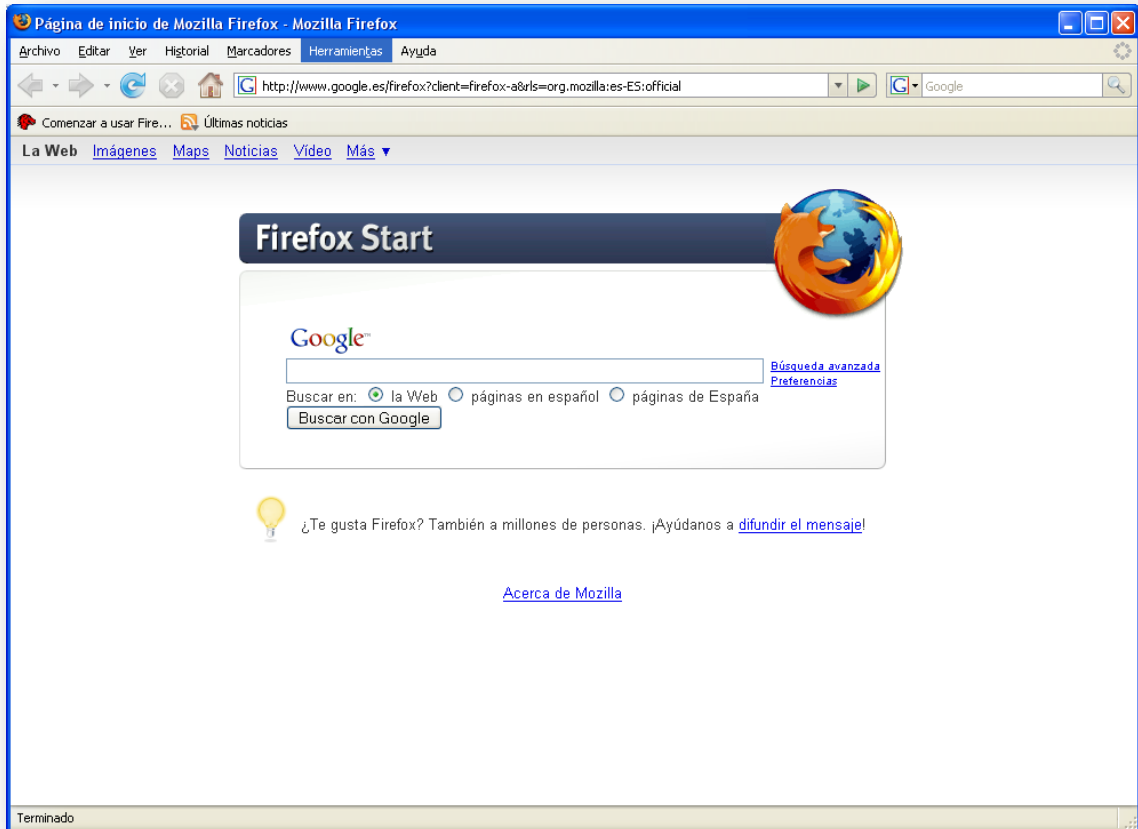 Página de inicio de Mozilla Firefox - Mozilla Firefox
Archivo Editar Ver Historial Marcadores Herramientas Ayuda
G http://www.google.es/firefox?client=firefox-a&rls=org.mozilla:es-ES:official G Google
Comenzar a usar Fire... Últimas noticias
La Web Imágenes Maps Noticias Vídeo Más ▼
Firefox Start
Google™
Búsqueda avanzada
Preferencias
Buscar en: la Web páginas en español páginas de España
Buscar con Google
¿Te gusta Firefox? También a millones de personas. ¡Ayúdanos a difundir el mensaje!
Acerca de Mozilla
Terminado